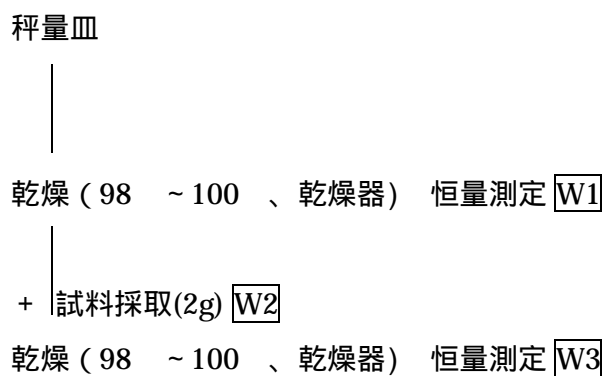 秤量皿
乾燥(98　~100　、乾燥器)　恒量測定 W1
+ 試料採取(2g) W2
乾燥(98　~100　、乾燥器)　恒量測定 W3